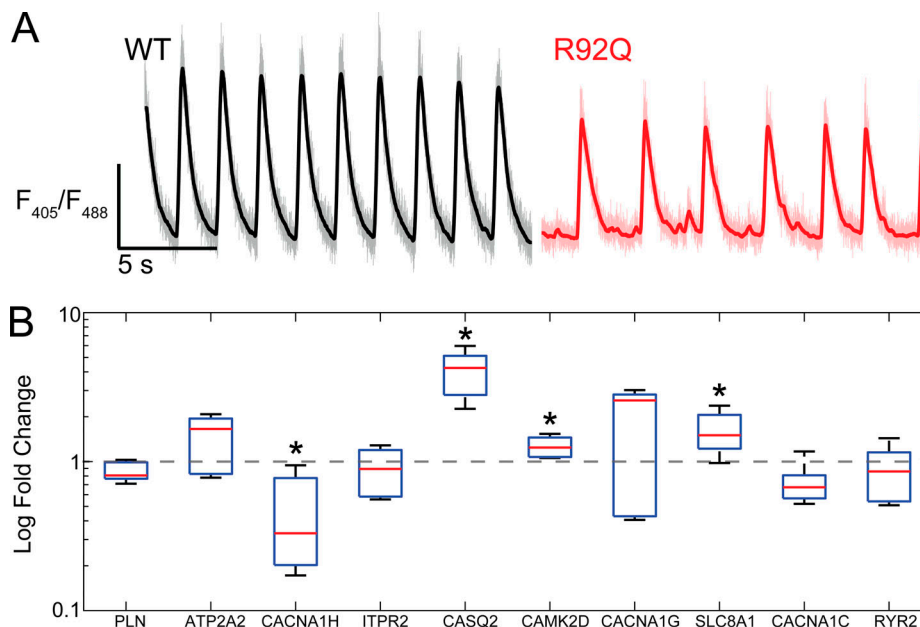 A
WT
R92Q
F405/F488
5 s
B
10
1
0.1
Log Fold Change
*
*
*
*
PLN ATP2A2 CACNA1H ITPR2 CASQ2 CAMK2D CACNA1G SLC8A1 CACNA1C RYR2